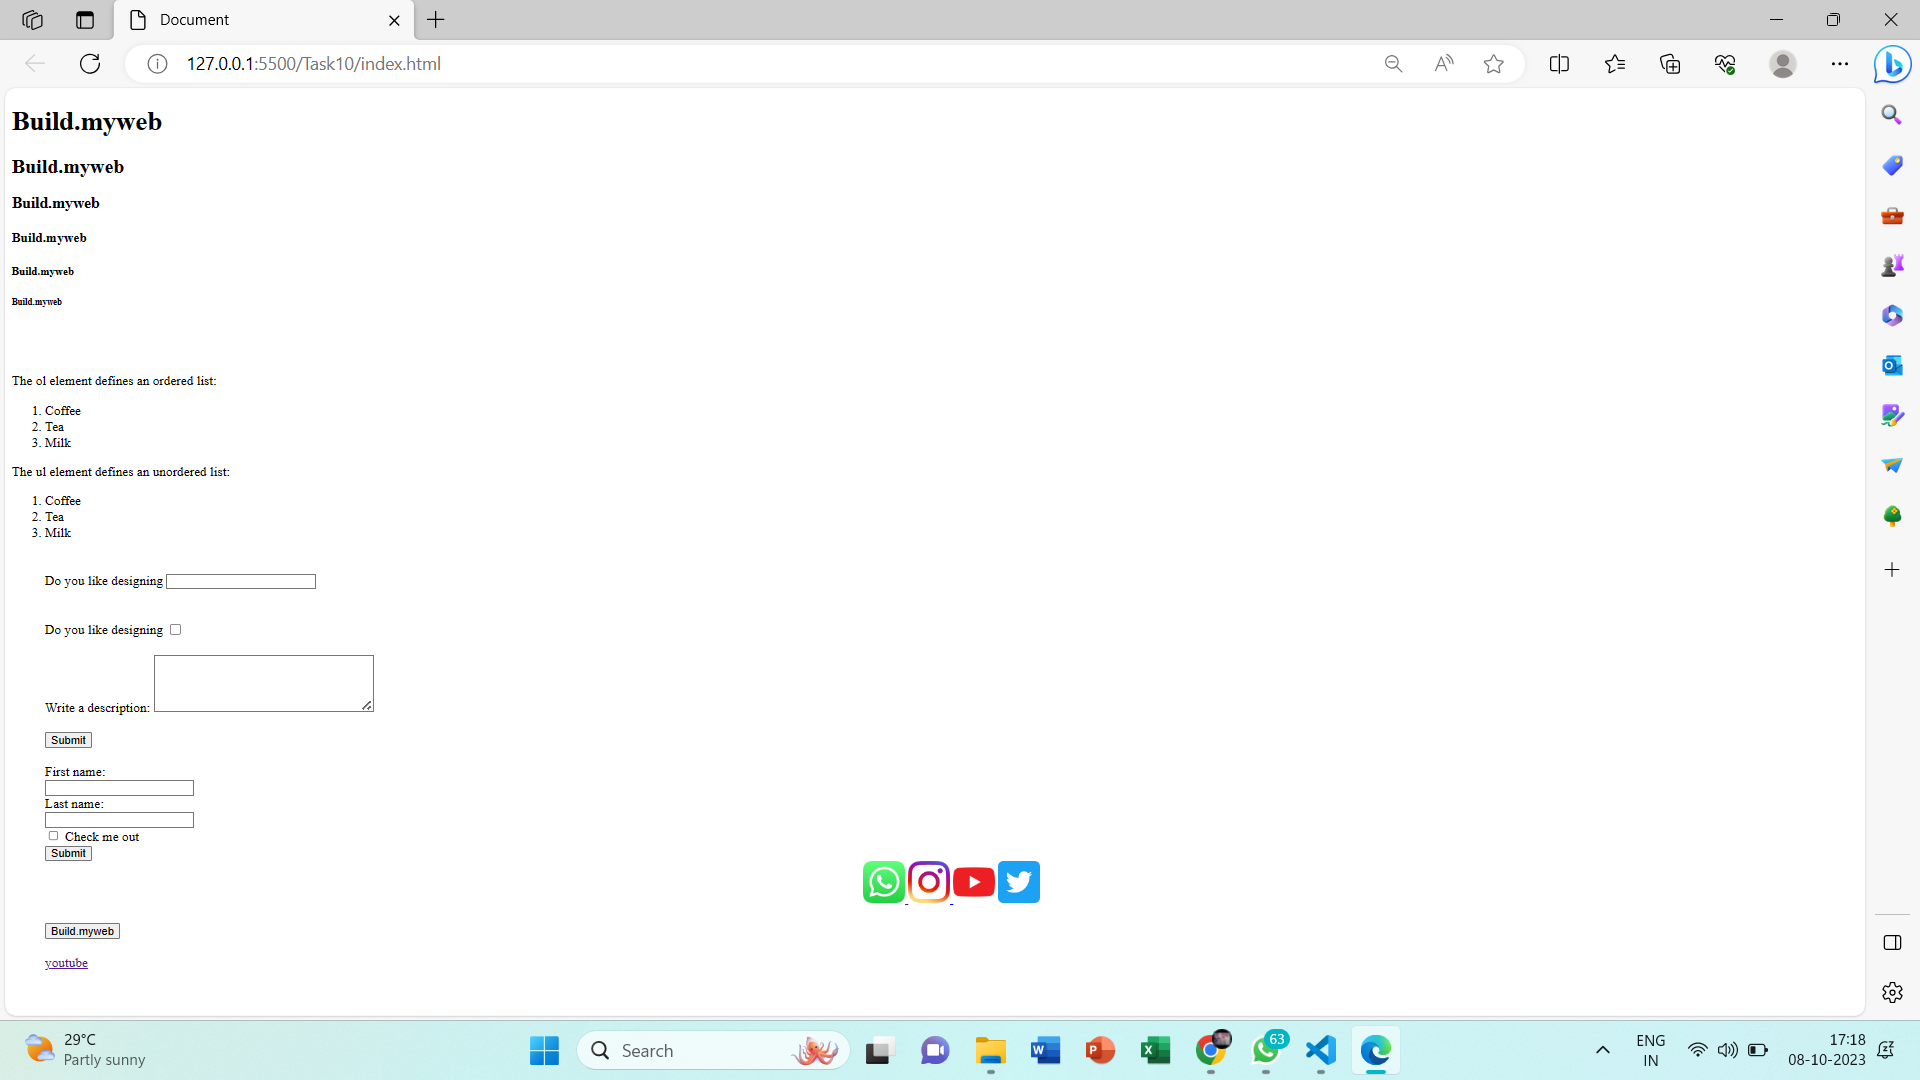 Document
127.0.0.1:5500/Task10/index.html
Build.myweb
Build.myweb
Build.myweb
Build.myweb
Build.myweb
Build.myweb
The ol element defines an ordered list:
1. Coffee
2. Tea
3. Milk
The ul element defines an unordered list:
1. Coffee
2. Tea
3. Milk
Do you like designing
Do you like designing
Write a description:
Submit
First name:
Last name:
Check me out
Submit
Build.myweb
youtube
29°C
Partly sunny
Search
63
ENG
IN
17:18
08-10-2023